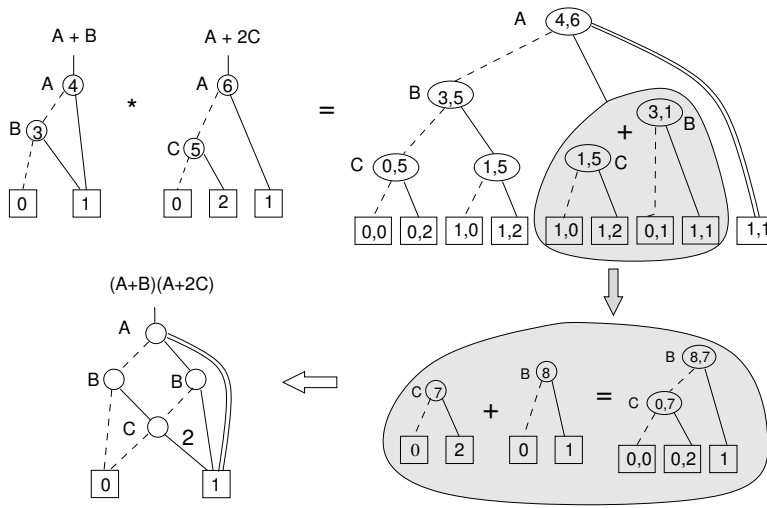 A + B
A + 2C
A 4
A 6
*
=
B 3
C 5
0 1
0 2 1
A 4,6
B 3,5
C 0,5
1,5
0,0 0,2 1,0 1,2
+
3,1 B
1,5 C
1,0 1,2 0,1 1,1
1,1
(A+B)(A+2C)
A
B B
C 2
0 1
C 7
0 2
+
B 8
0 1
=
B 8,7
C 0,7
0,0 0,2 1